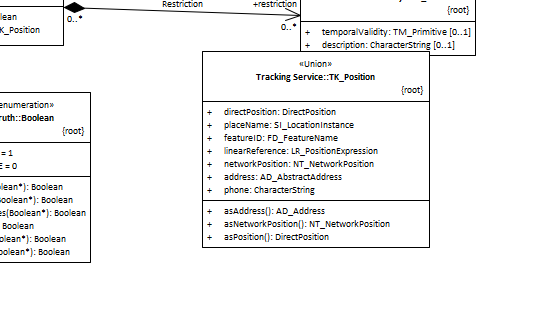 Restriction
+restriction
{root}
0..*
0..*
lean
K_Position
+ temporalValidity: TM_Primitive [0..1]
+ description: CharacterString [0..1]
«Union»
Tracking Service::TK_Position
{root}
+ directPosition: DirectPosition
+ placeName: SI_LocationInstance
+ featureID: FD_FeatureName
+ linearReference: LR_PositionExpression
+ networkPosition: NT_NetworkPosition
+ address: AD_AbstractAddress
+ phone: CharacterString
+ asAddress(): AD_Address
+ asNetworkPosition(): NT_NetworkPosition
+ asPosition(): DirectPosition
enumeration»
ruth::Boolean
{root}
= 1
E = 0
olean*): Boolean
Boolean*): Boolean
es(Boolean*): Boolean
Boolean
olean*): Boolean
oolean*): Boolean